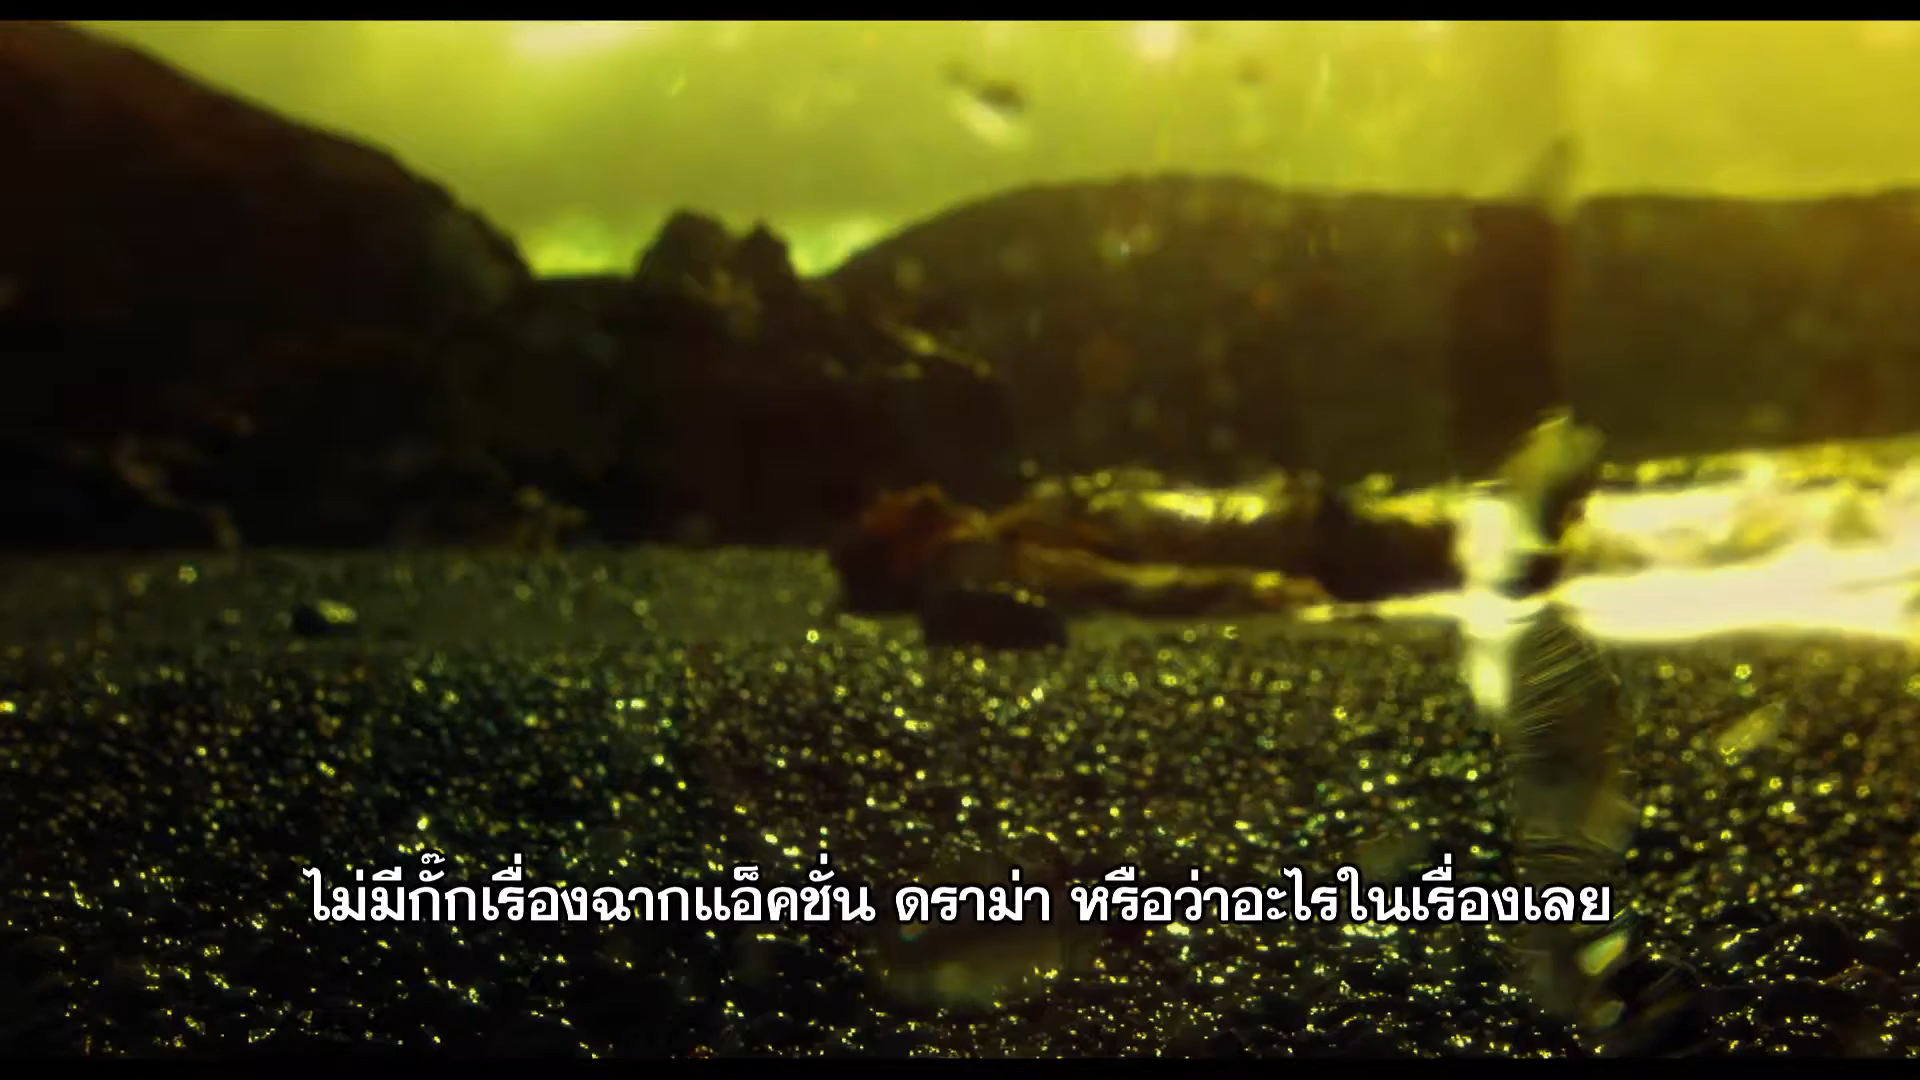 ไม่มีกั๊กเรื่องฉากแอ็คชั่น ดราม่า หรือว่าอะไรในเรื่องเลย